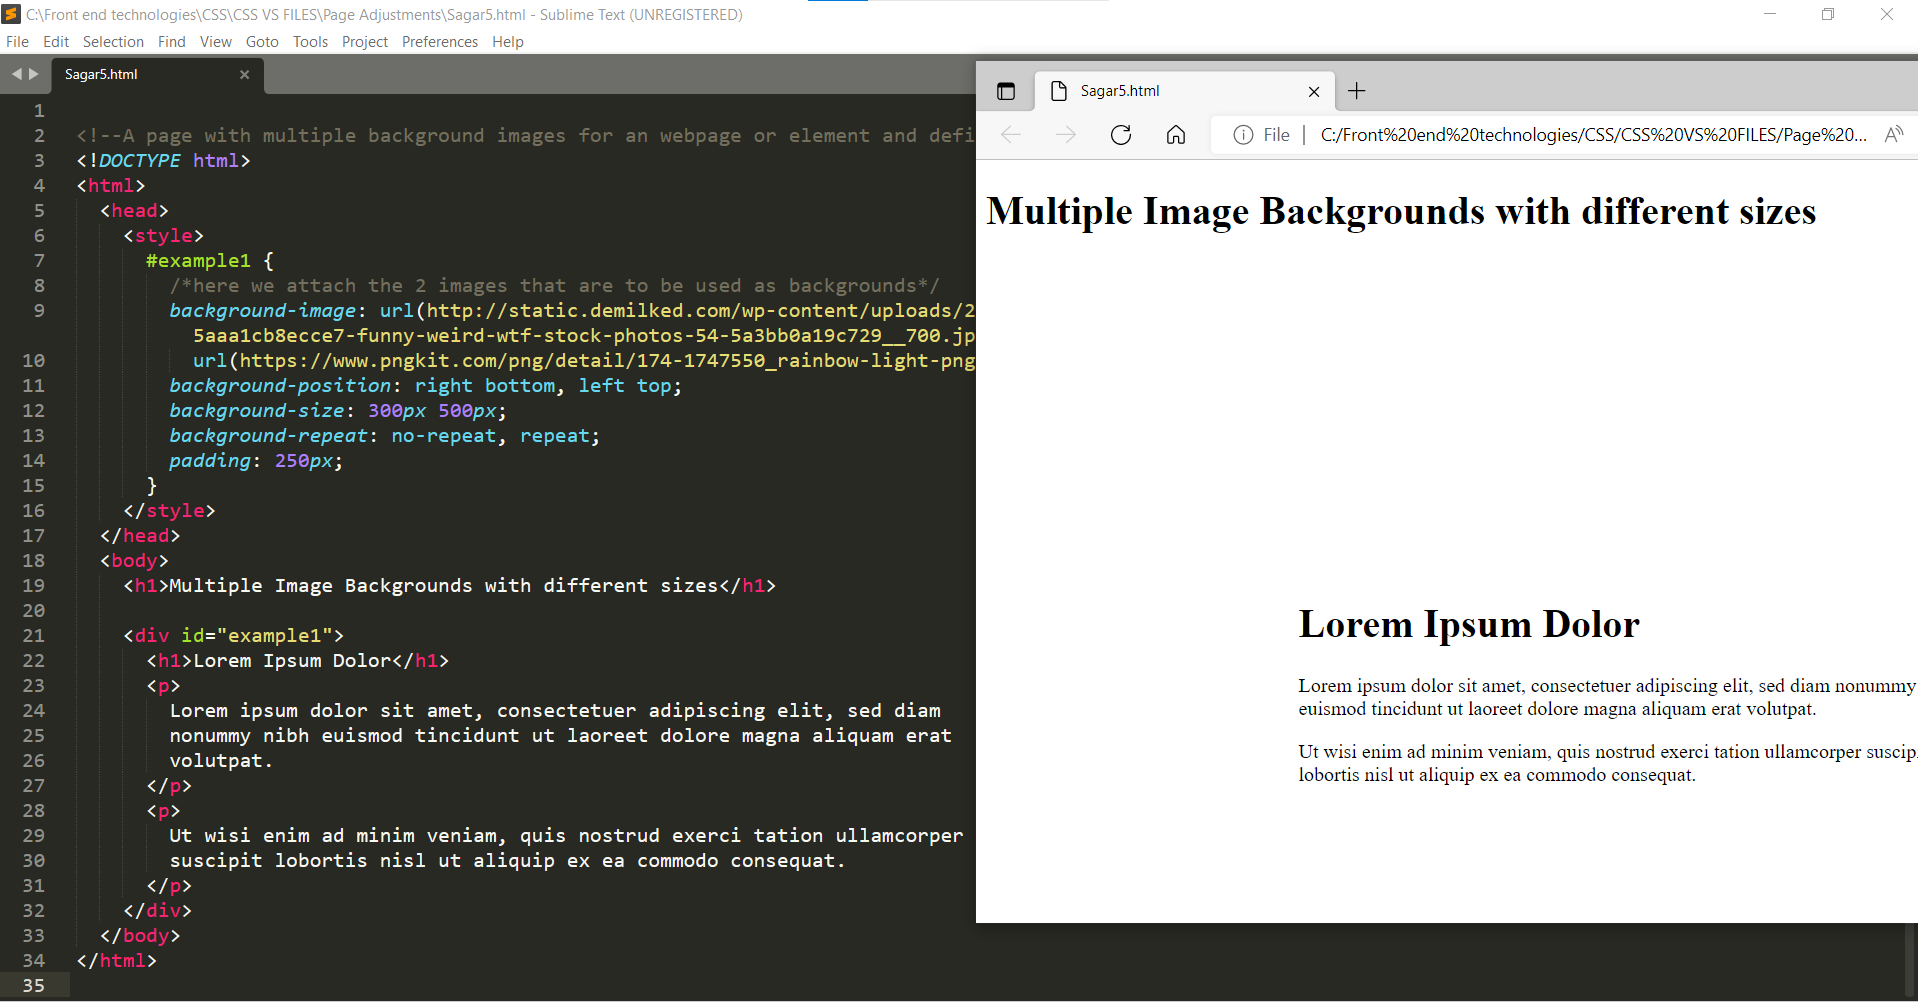 C:\Front end technologies\CSS\CSS VS FILES\Page Adjustments\Sagar5.html - Sublime Text (UNREGISTERED)
File Edit Selection Find View Goto Tools Project Preferences Help
Sagar5.html
1
2 <!--A page with multiple background images for an webpage or element and defi
3 <!DOCTYPE html>
4 <html>
5 <head>
6 <style>
7 #example1 {
8 /*here we attach the 2 images that are to be used as backgrounds*/
9 background-image: url(http://static.demilked.com/wp-content/uploads/2
5aaa1cb8ecce7-funny-weird-wtf-stock-photos-54-5a3bb0a19c729__700.jp
10 url(https://www.pngkit.com/png/detail/174-1747550_rainbow-light-png
11 background-position: right bottom, left top;
12 background-size: 300px 500px;
13 background-repeat: no-repeat, repeat;
14 padding: 250px;
15 }
16 </style>
17 </head>
18 <body>
19 <h1>Multiple Image Backgrounds with different sizes</h1>
20
21 <div id="example1">
22 <h1>Lorem Ipsum Dolor</h1>
23 <p>
24 Lorem ipsum dolor sit amet, consectetuer adipiscing elit, sed diam
25 nonummy nibh euismod tincidunt ut laoreet dolore magna aliquam erat
26 volutpat.
27 </p>
28 <p>
29 Ut wisi enim ad minim veniam, quis nostrud exerci tation ullamcorper
30 suscipit lobortis nisl ut aliquip ex ea commodo consequat.
31 </p>
32 </div>
33 </body>
34 </html>
35
Sagar5.html
File | C:/Front%20end%20technologies/CSS/CSS%20VS%20FILES/Page%20...
Multiple Image Backgrounds with different sizes
Lorem Ipsum Dolor
Lorem ipsum dolor sit amet, consectetuer adipiscing elit, sed diam nonummy
euismod tincidunt ut laoreet dolore magna aliquam erat volutpat.
Ut wisi enim ad minim veniam, quis nostrud exerci tation ullamcorper suscip
lobortis nisl ut aliquip ex ea commodo consequat.